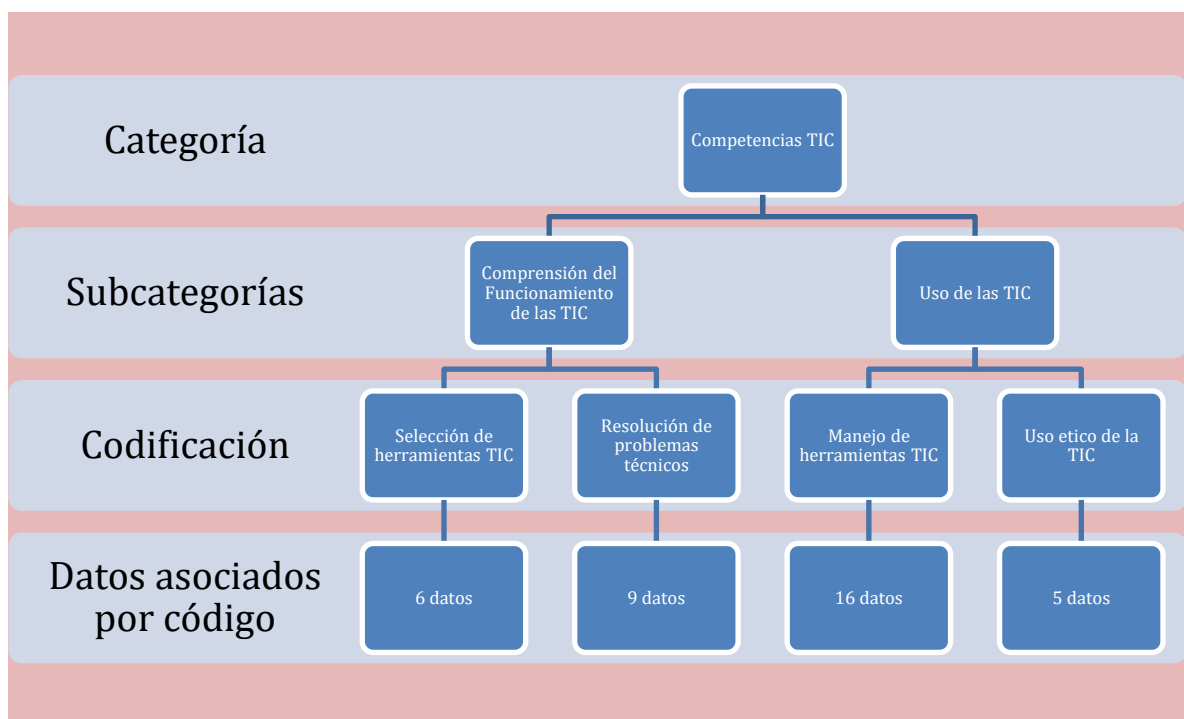 Categoría
Competencias TIC
Subcategorías
Comprensión del
Funcionamiento
de las TIC
Uso de las TIC
Codificación
Selección de
herramientas TIC
Resolución de
problemas
técnicos
Manejo de
herramientas TIC
Uso etico de la
TIC
Datos asociados
por código
6 datos
9 datos
16 datos
5 datos